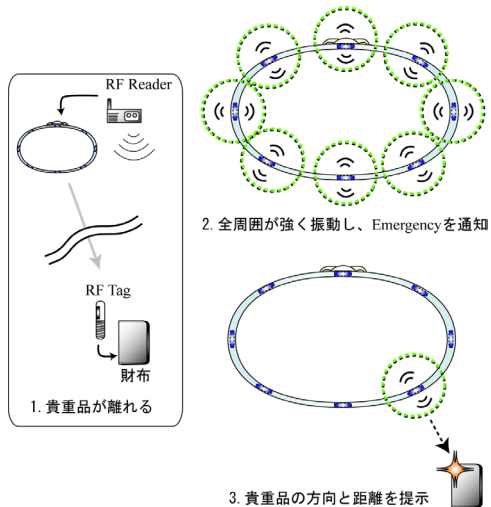 RF Reader
RF Tag
財布
1. 貴重品が離れる
2. 全周囲が強く振動し、Emergencyを通知
3. 貴重品の方向と距離を提示